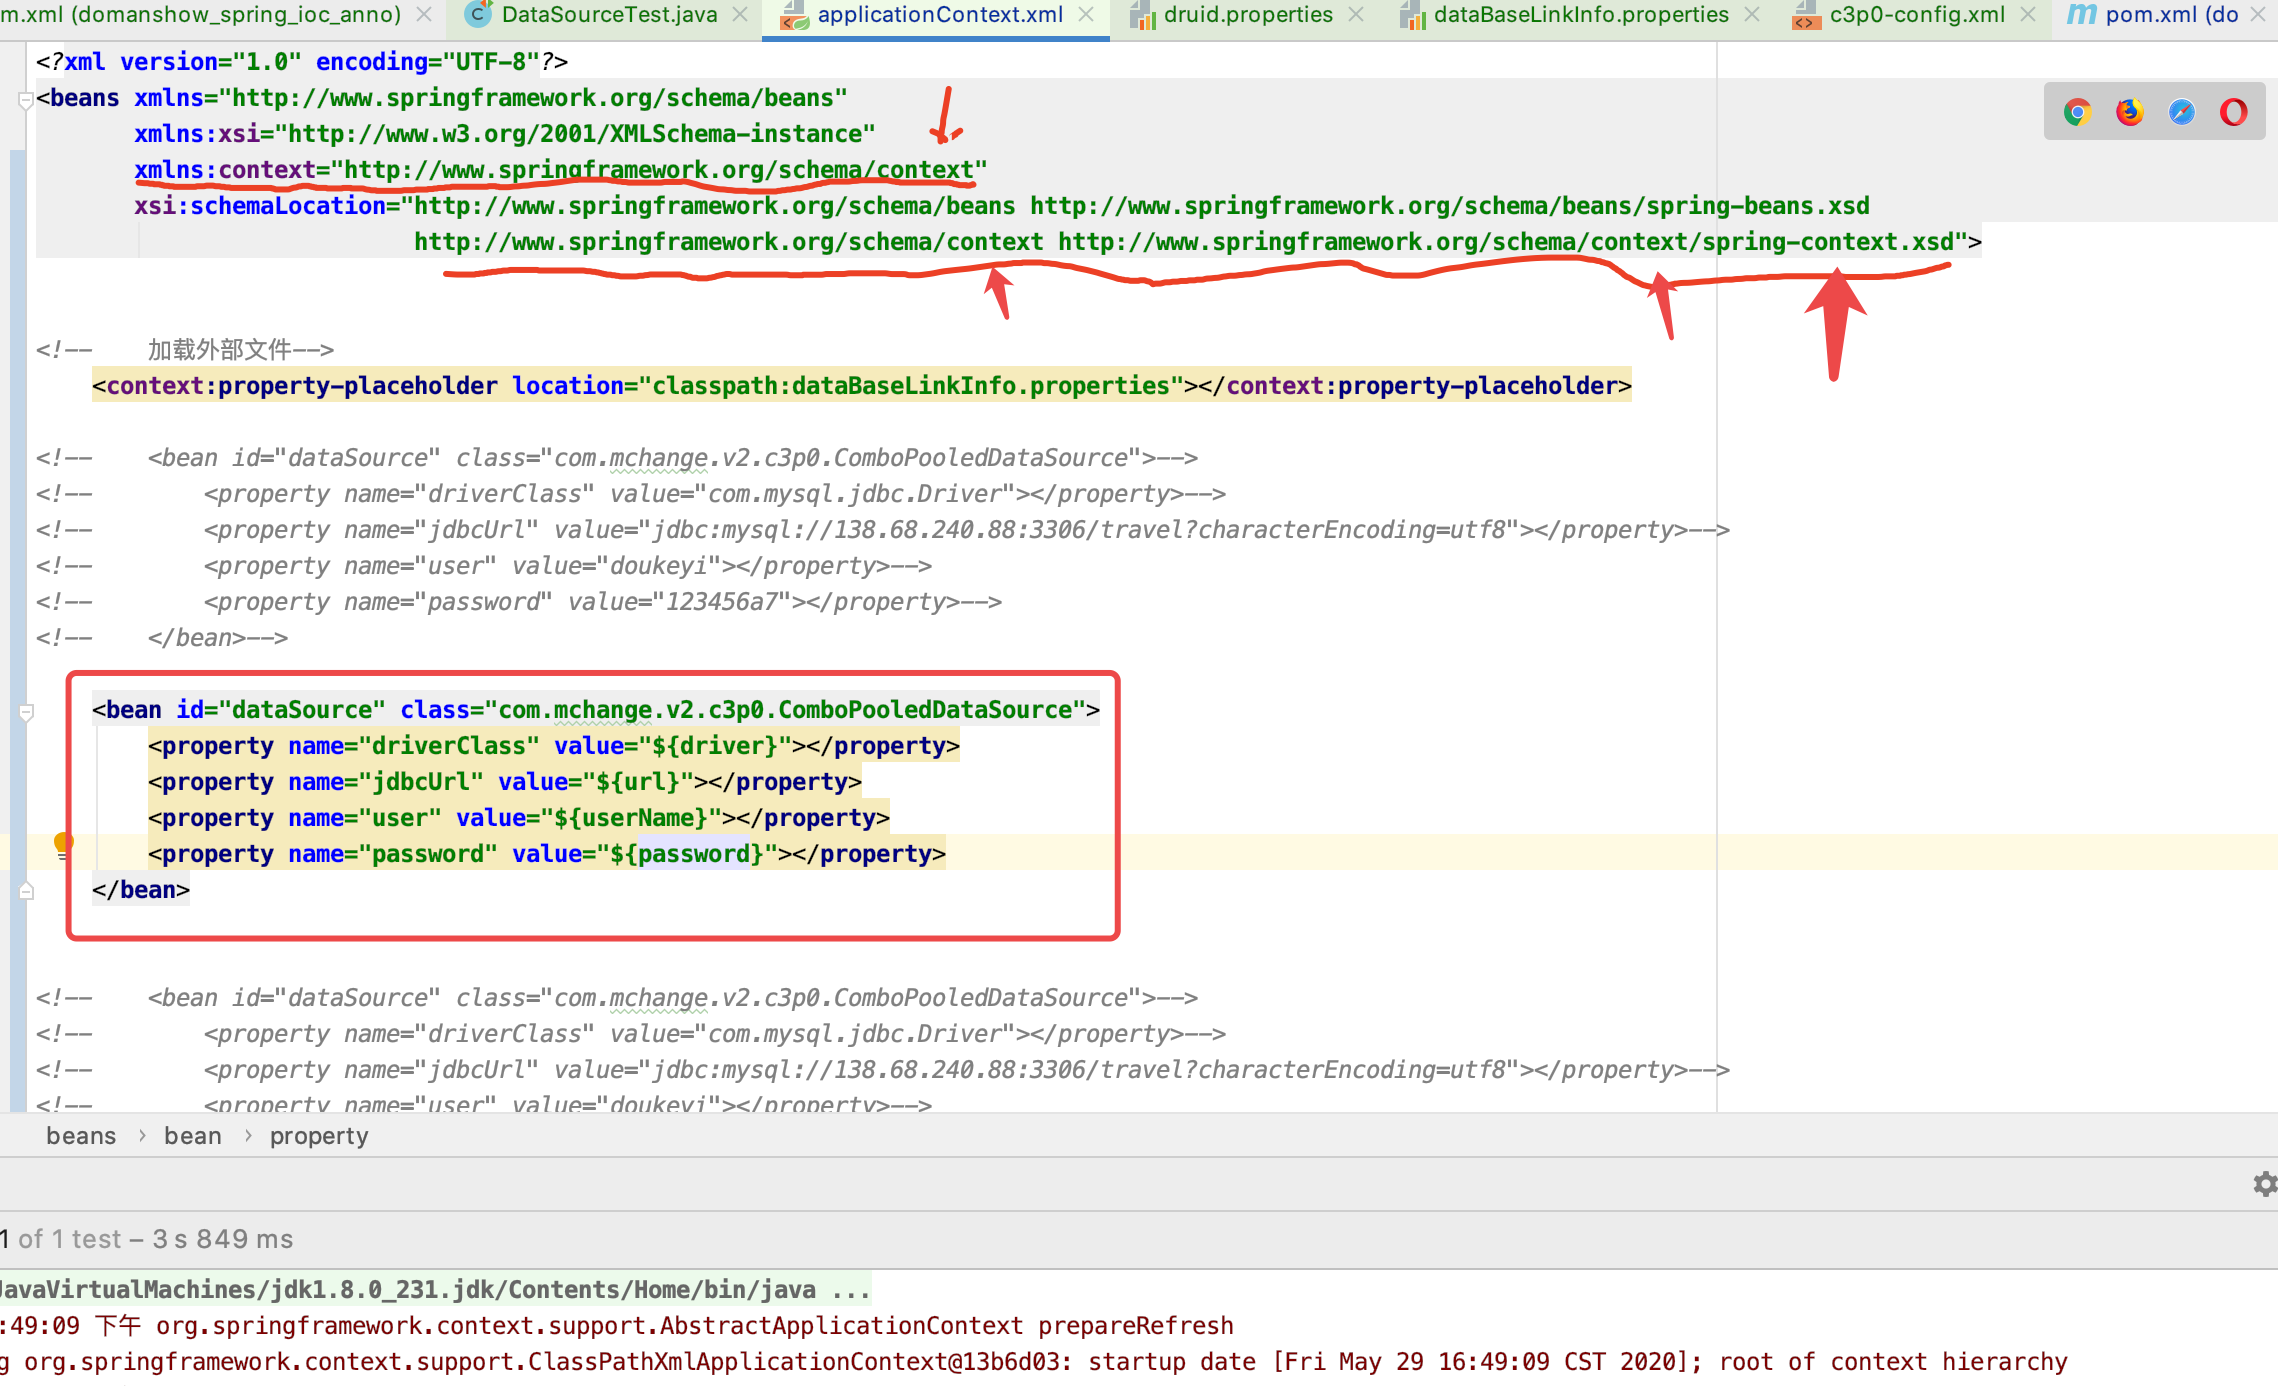 m.xml (domanshow_spring_ioc_anno) DataSourceTest.java applicationContext.xml druid.properties dataBaseLinkInfo.properties c3p0-config.xml pom.xml (do
<?xml version="1.0" encoding="UTF-8"?>
<beans xmlns="http://www.springframework.org/schema/beans"
xmlns:xsi="http://www.w3.org/2001/XMLSchema-instance"
xmlns:context="http://www.springframework.org/schema/context"
xsi:schemaLocation="http://www.springframework.org/schema/beans http://www.springframework.org/schema/beans/spring-beans.xsd
http://www.springframework.org/schema/context http://www.springframework.org/schema/context/spring-context.xsd">
<!-- 加载外部文件-->
<context:property-placeholder location="classpath:dataBaseLinkInfo.properties"></context:property-placeholder>
<!-- <bean id="dataSource" class="com.mchange.v2.c3p0.ComboPooledDataSource">-->
<!-- <property name="driverClass" value="com.mysql.jdbc.Driver"></property>-->
<!-- <property name="jdbcUrl" value="jdbc:mysql://138.68.240.88:3306/travel?characterEncoding=utf8"></property>-->
<!-- <property name="user" value="doukeyi"></property>-->
<!-- <property name="password" value="123456a7"></property>-->
<!-- </bean>-->
<bean id="dataSource" class="com.mchange.v2.c3p0.ComboPooledDataSource">
<property name="driverClass" value="${driver}"></property>
<property name="jdbcUrl" value="${url}"></property>
<property name="user" value="${userName}"></property>
<property name="password" value="${password}"></property>
</bean>
<!-- <bean id="dataSource" class="com.mchange.v2.c3p0.ComboPooledDataSource">-->
<!-- <property name="driverClass" value="com.mysql.jdbc.Driver"></property>-->
<!-- <property name="jdbcUrl" value="jdbc:mysql://138.68.240.88:3306/travel?characterEncoding=utf8"></property>-->
<!-- <property name="user" value="doukeyi"></property>-->
beans › bean › property
1 of 1 test – 3 s 849 ms
JavaVirtualMachines/jdk1.8.0_231.jdk/Contents/Home/bin/java ...
:49:09 下午 org.springframework.context.support.AbstractApplicationContext prepareRefresh
g org.springframework.context.support.ClassPathXmlApplicationContext@13b6d03: startup date [Fri May 29 16:49:09 CST 2020]; root of context hierarchy